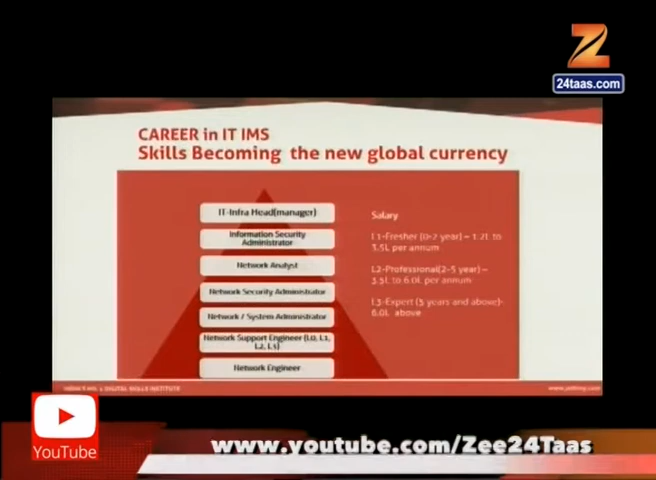 24taas.com
CAREER in IT IMS
Skills Becoming the new global currency
IT-Infra Head(manager)
Information Security
Administrator
Network Analyst
Network Security Administrator
Network / System Administrator
Network Support Engineer (L0, L1,
L2, L3)
Network Engineer
Salary
L1-Fresher (0-2 year) – 1.2L to
3.5L per annum
L2-Professional(2-5 year) –
3.5L to 6.0L per annum
L3-Expert (5 years and above)-
6.0L above
DIGITAL SKILLS INSTITUTE
YouTube
www.youtube.com/Zee24Taas